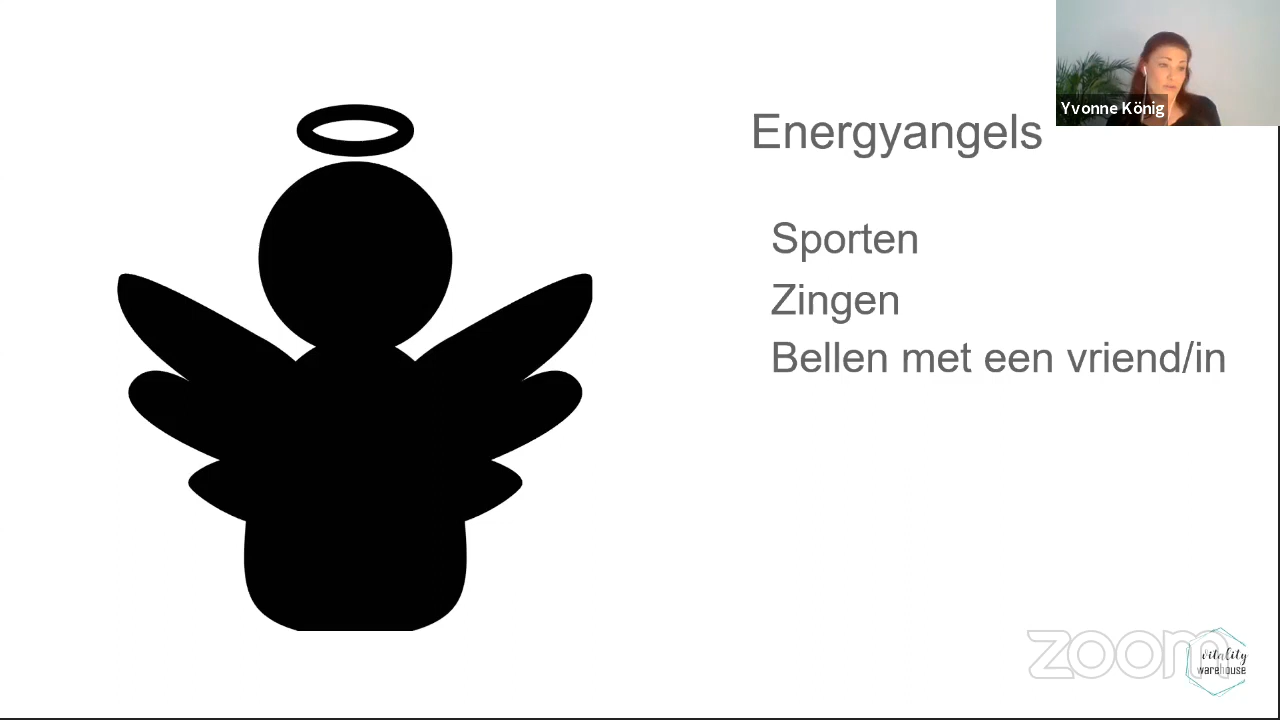 Yvonne König
Energyangels
Sporten
Zingen
Bellen met een vriend/in
zoom
vitality
warehouse